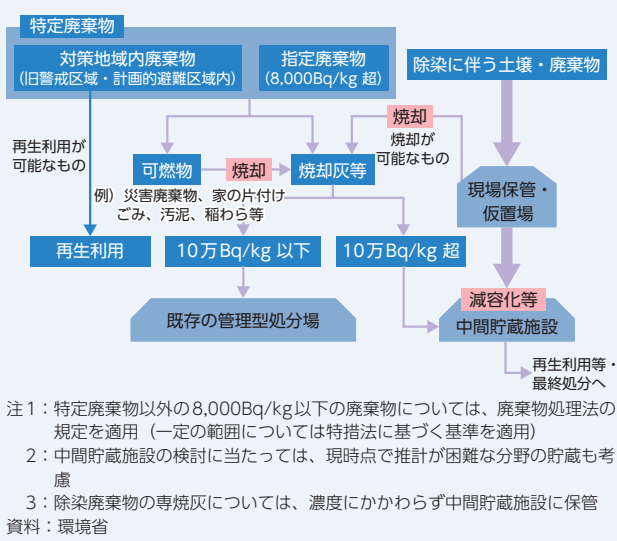 特定廃棄物
対策地域内廃棄物
（旧警戒区域・計画的避難区域内）
指定廃棄物
（8,000Bq/kg 超）
除染に伴う土壌・廃棄物
再生利用が
可能なもの
可燃物
焼却
焼却灰等
焼却
焼却が
可能なもの
例）災害廃棄物、家の片付け
ごみ、汚泥、稲わら等
現場保管・
仮置場
再生利用
10万Bq/kg 以下
10万Bq/kg 超
既存の管理型処分場
減容化等
中間貯蔵施設
再生利用等・
最終処分へ
注1：特定廃棄物以外の8,000Bq/kg以下の廃棄物については、廃棄物処理法の
規定を適用（一定の範囲については特措法に基づく基準を適用）
2：中間貯蔵施設の検討に当たっては、現時点で推計が困難な分野の貯蔵も考
慮
3：除染廃棄物の専焼灰については、濃度にかかわらず中間貯蔵施設に保管
資料：環境省